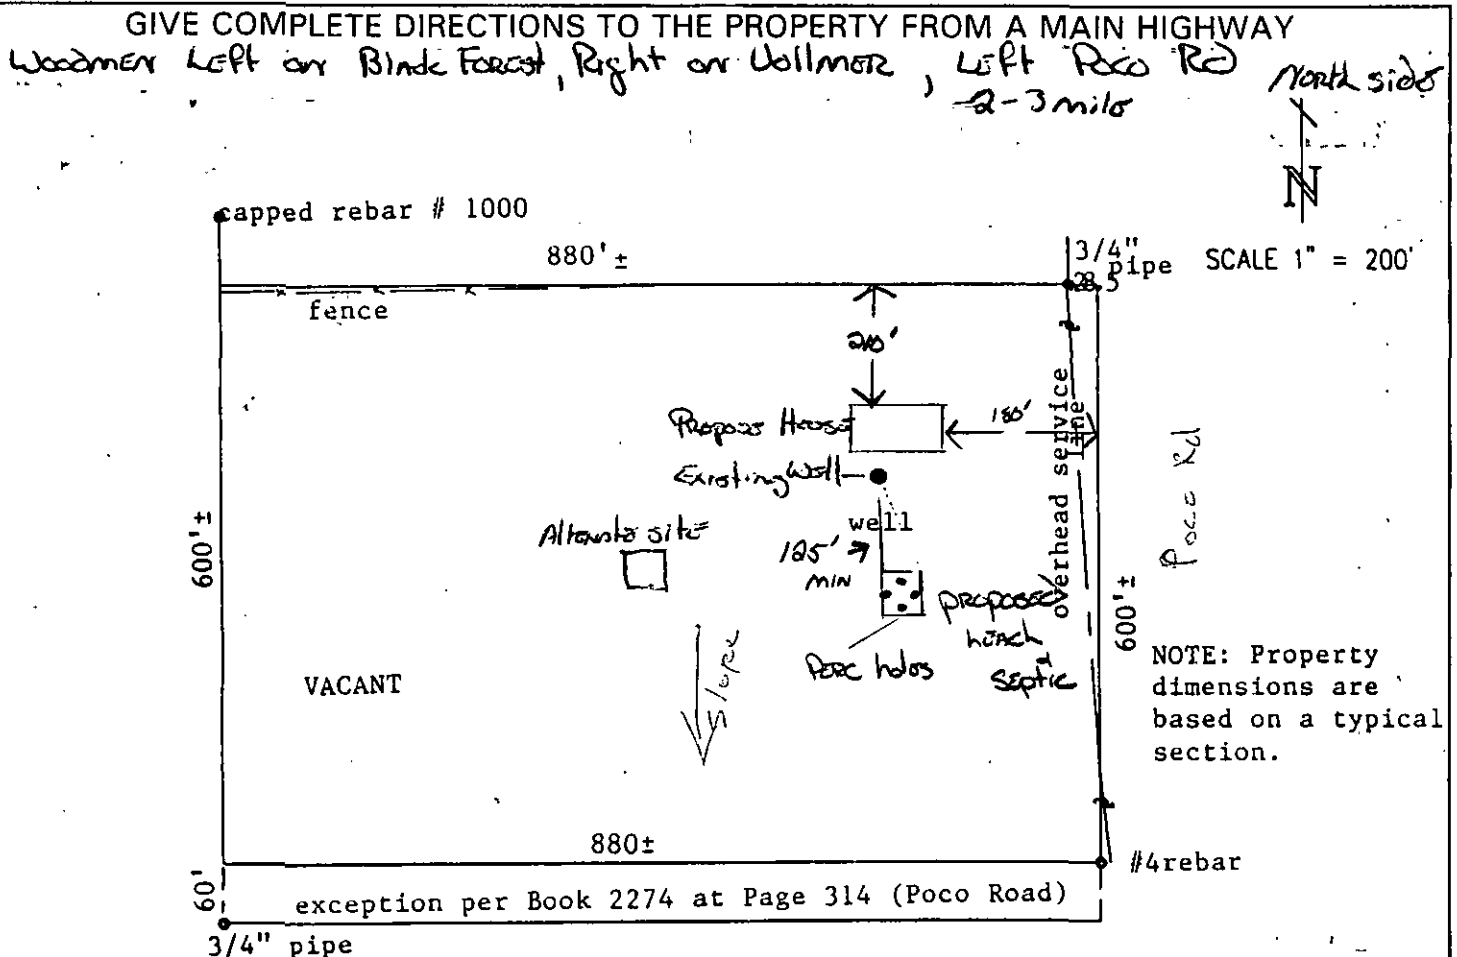 GIVE COMPLETE DIRECTIONS TO THE PROPERTY FROM A MAIN HIGHWAY
Woodmen Left on Black Forest, Right on Vollmer, Left Poco Rd
2-3 mile
North side
N
capped rebar # 1000
880'±
3/4"
pipe
SCALE 1" = 200'
28.5
fence
210'
Propose House
180'
overhead service line
Existing Well
Poco Rd
well
Alternate site
125'
MIN
600'±
600'±
proposed
leach
septic
Perc holes
Slope
VACANT
NOTE: Property
dimensions are
based on a typical
section.
880±
#4rebar
60'
exception per Book 2274 at Page 314 (Poco Road)
3/4" pipe